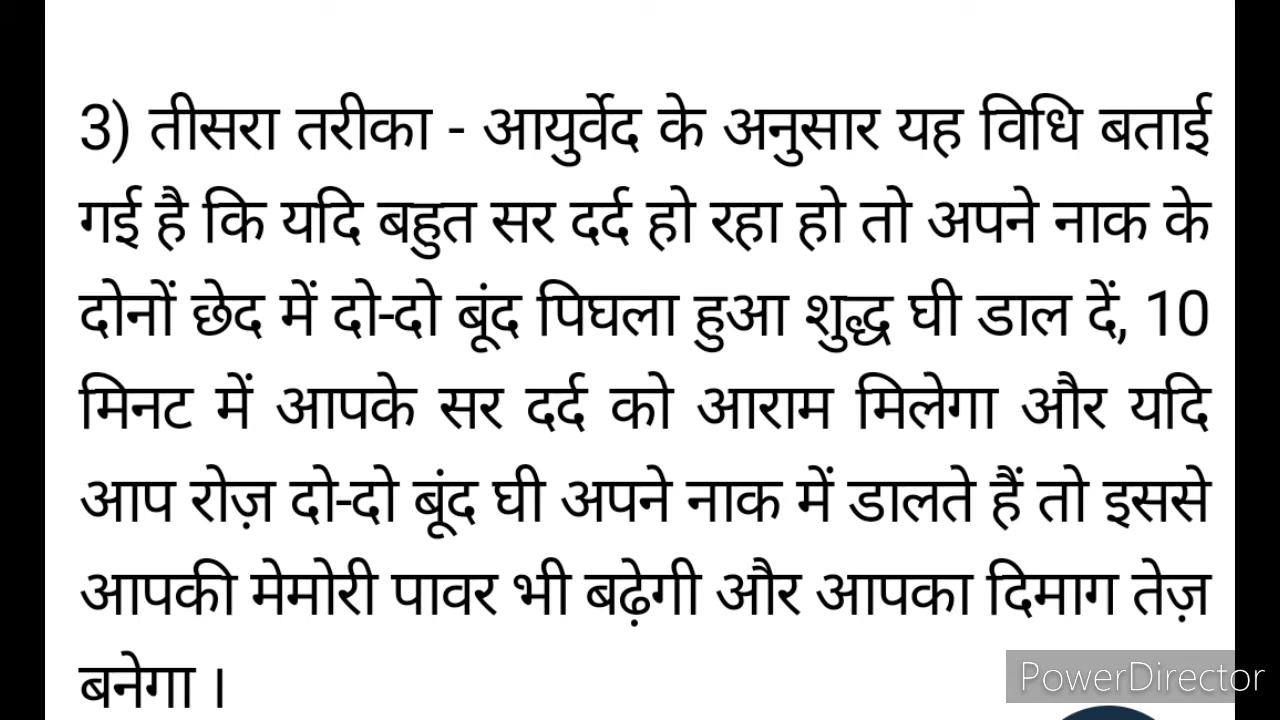 3) तीसरा तरीका - आयुर्वेद के अनुसार यह विधि बताई
गई है कि यदि बहुत सर दर्द हो रहा हो तो अपने नाक के
दोनों छेद में दो-दो बूंद पिघला हुआ शुद्ध घी डाल दें, 10
मिनट में आपके सर दर्द को आराम मिलेगा और यदि
आप रोज़ दो-दो बूंद घी अपने नाक में डालते हैं तो इससे
आपकी मेमोरी पावर भी बढ़ेगी और आपका दिमाग तेज़
बनेगा ।
PowerDirector